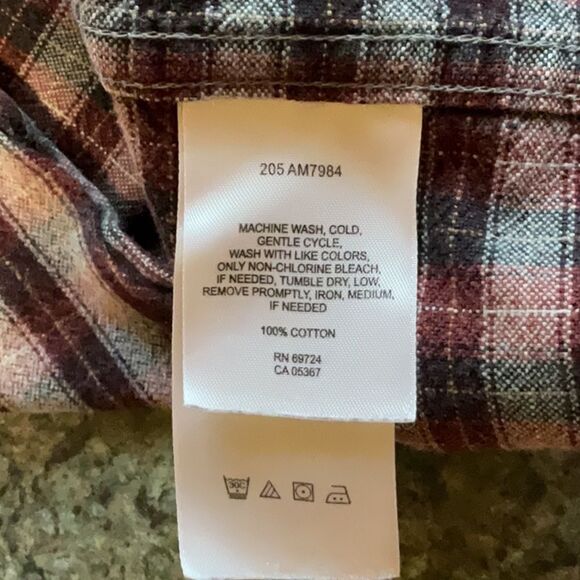 205 AM7984
MACHINE WASH, COLD,
GENTLE CYCLE,
WASH WITH LIKE COLORS,
ONLY NON-CHLORINE BLEACH,
IF NEEDED, TUMBLE DRY, LOW,
REMOVE PROMPTLY, IRON, MEDIUM,
IF NEEDED
100% COTTON
RN 69724
CA 05367
30C